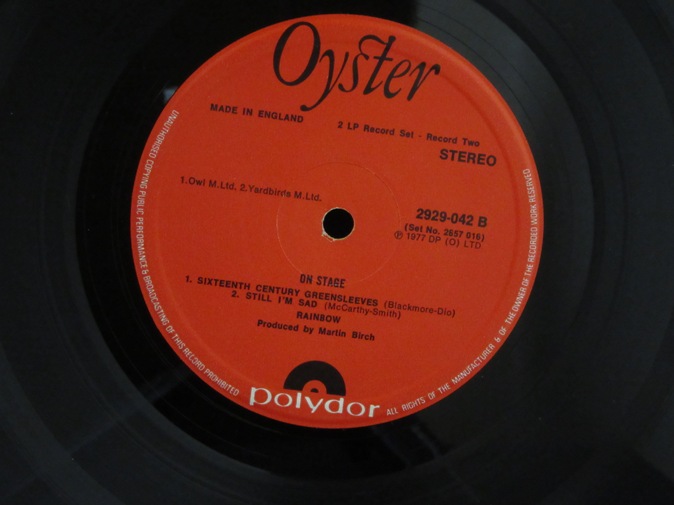 Oyster
MADE IN ENGLAND
2 LP Record Set - Record Two
STEREO
1.Owl M.Ltd. 2.Yardbirds M.Ltd.
2929-042 B
(Set No. 2657 016)
℗ 1977 DP (O) LTD
ON STAGE
1. SIXTEENTH CENTURY GREENSLEEVES (Blackmore-Dio)
2. STILL I'M SAD (McCarthy-Smith)
RAINBOW
Produced by Martin Birch
polydor
UNAUTHORISED COPYING PUBLIC PERFORMANCE & BROADCASTING OF THIS RECORD PROHIBITED
ALL RIGHTS OF THE MANUFACTURER & OF THE OWNER OF THE RECORDED WORK RESERVED